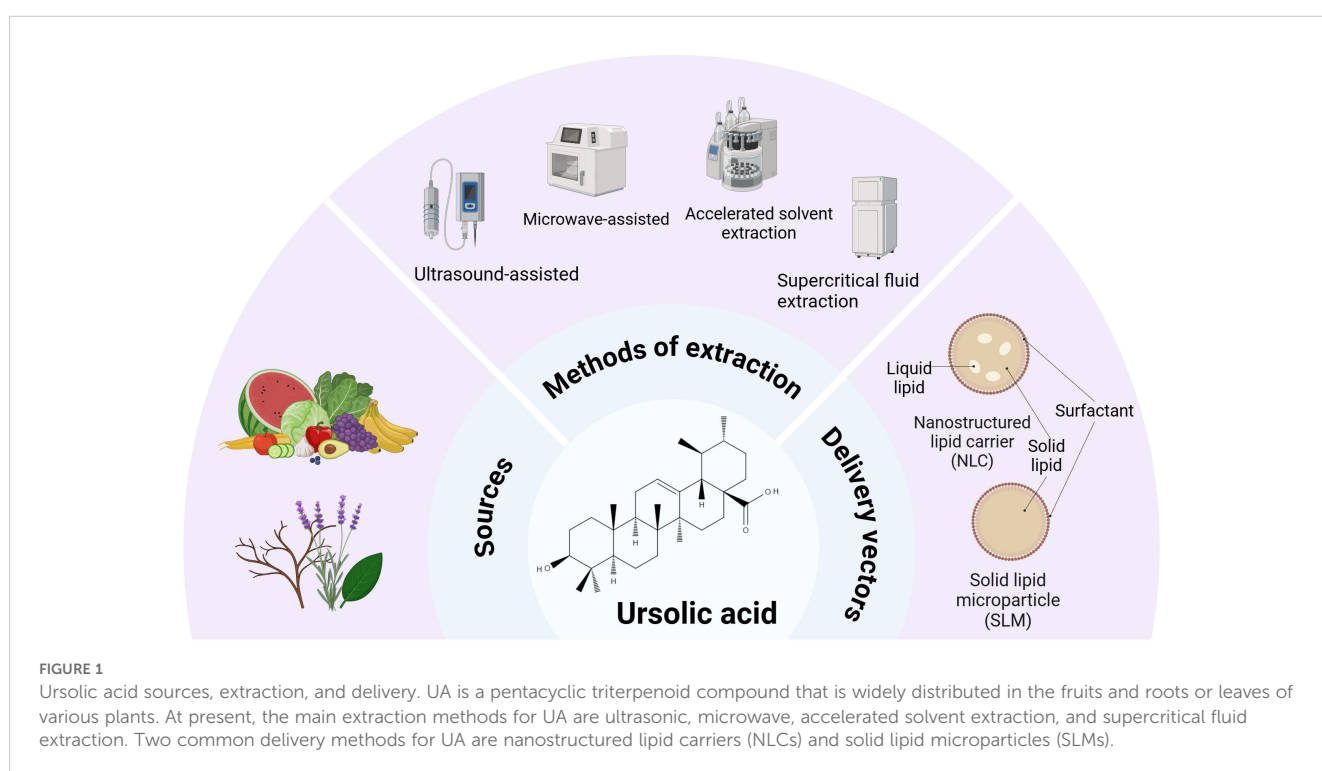 Ultrasound-assisted
Microwave-assisted
Accelerated solvent
extraction
Supercritical fluid
extraction
Sources
Methods of extraction
Delivery vectors
Liquid
lipid
Nanostructured
lipid carrier
(NLC)
Surfactant
Solid
lipid
Solid lipid
microparticle
(SLM)
H
H
H
H
HO
OH
O
Ursolic acid
FIGURE 1
Ursolic acid sources, extraction, and delivery. UA is a pentacyclic triterpenoid compound that is widely distributed in the fruits and roots or leaves of
various plants. At present, the main extraction methods for UA are ultrasonic, microwave, accelerated solvent extraction, and supercritical fluid
extraction. Two common delivery methods for UA are nanostructured lipid carriers (NLCs) and solid lipid microparticles (SLMs).